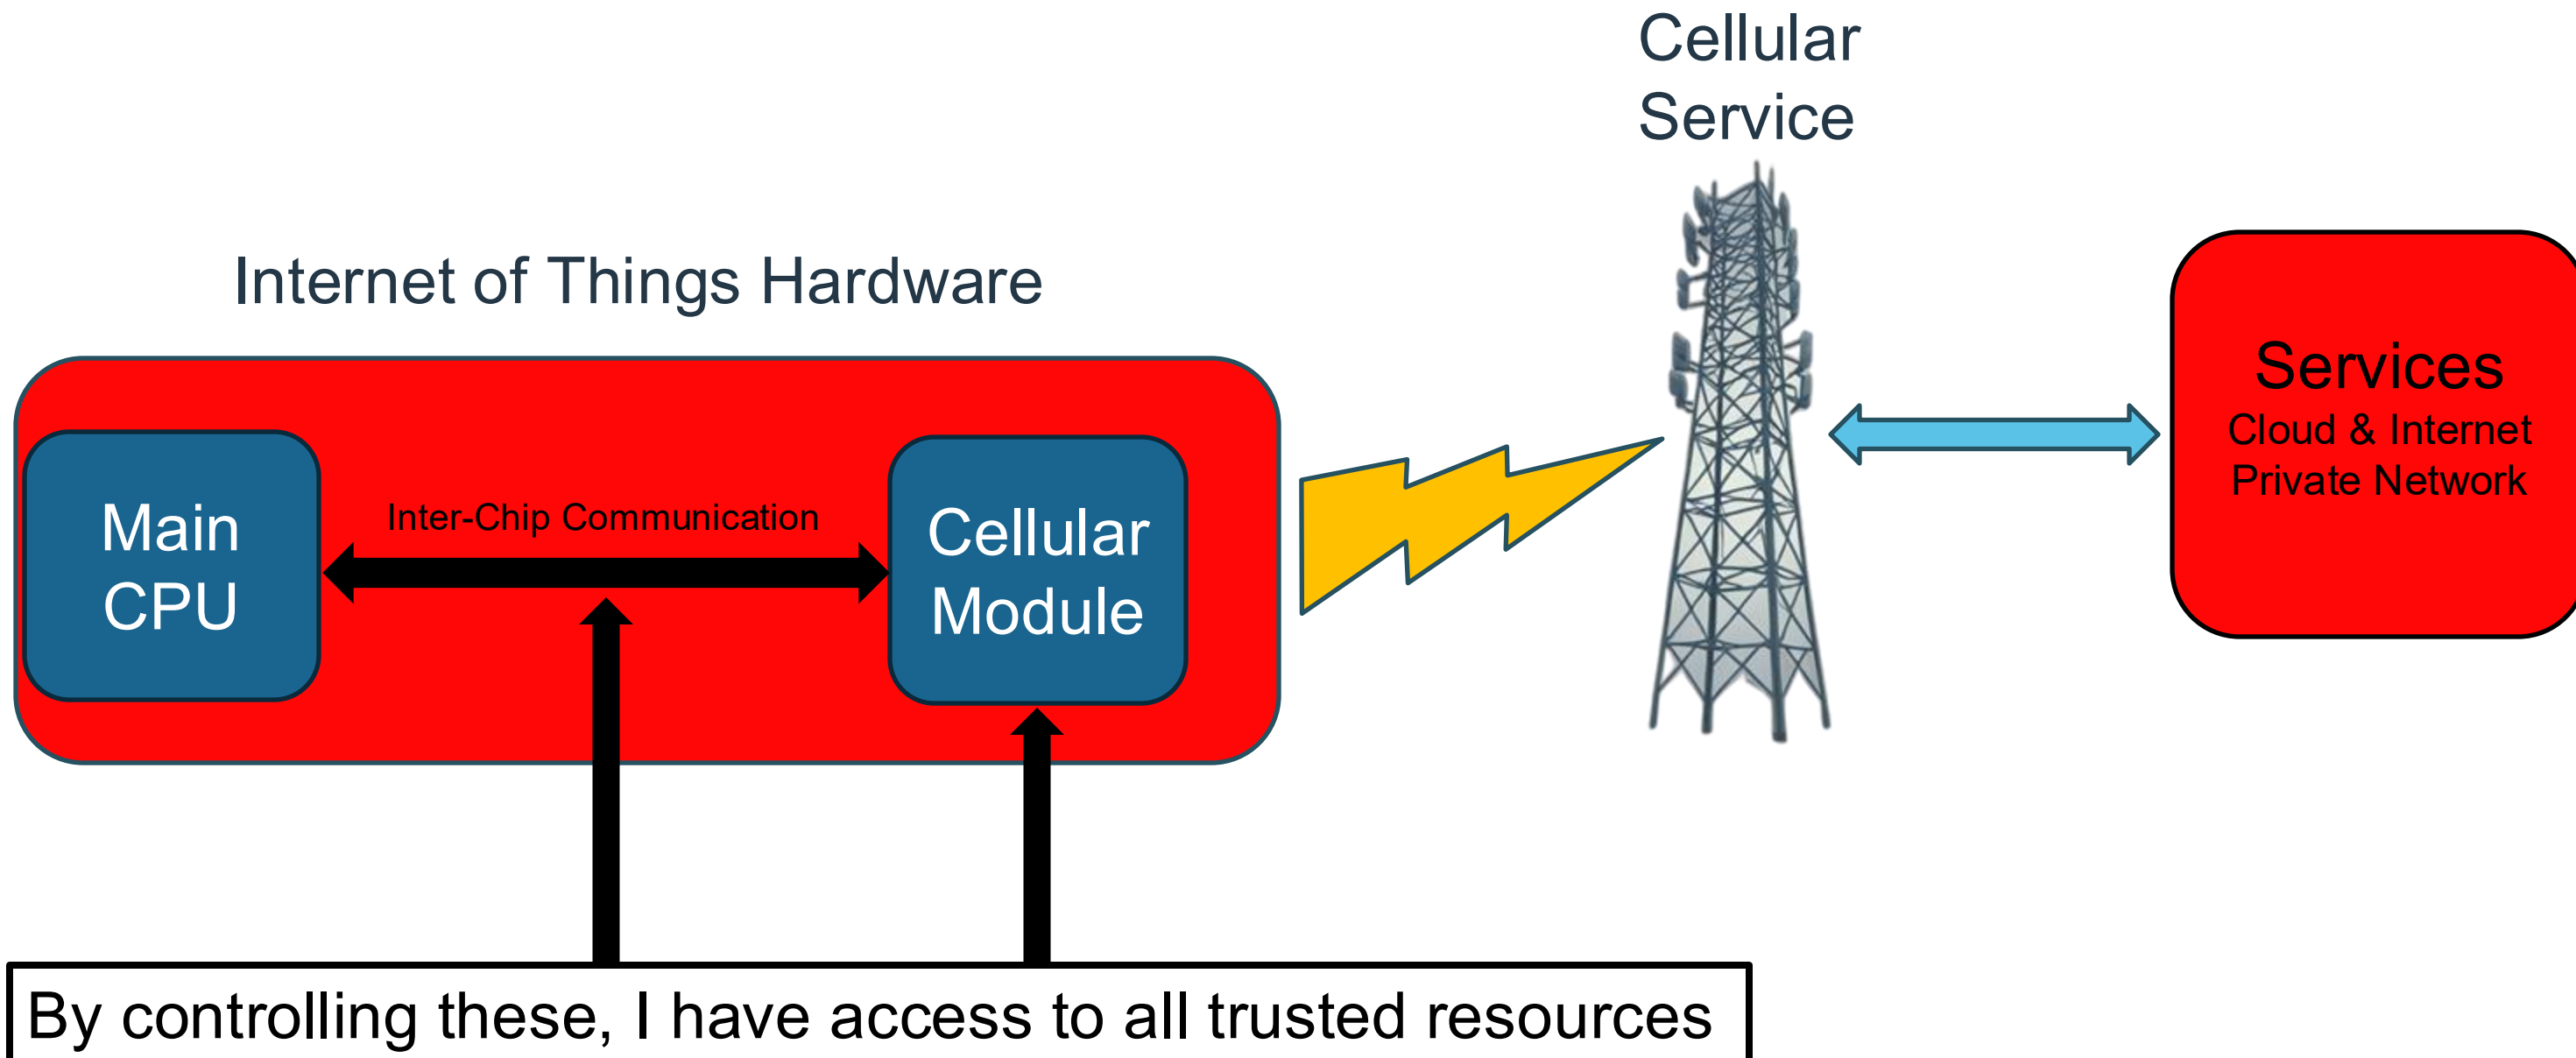 Cellular
Service
Internet of Things Hardware
Main
CPU
Inter-Chip Communication
Cellular
Module
Services
Cloud & Internet
Private Network
By controlling these, I have access to all trusted resources